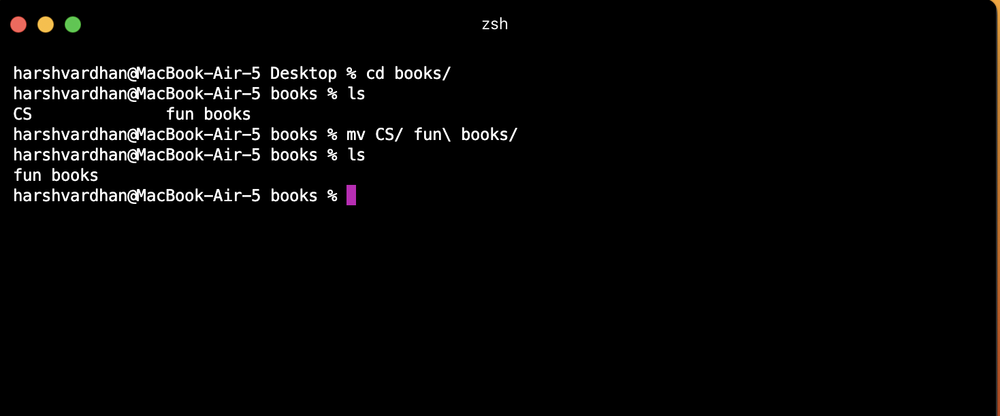 zsh
harshvardhan@MacBook-Air-5 Desktop % cd books/
harshvardhan@MacBook-Air-5 books % ls
CS              fun books
harshvardhan@MacBook-Air-5 books % mv CS/ fun\ books/
harshvardhan@MacBook-Air-5 books % ls
fun books
harshvardhan@MacBook-Air-5 books %